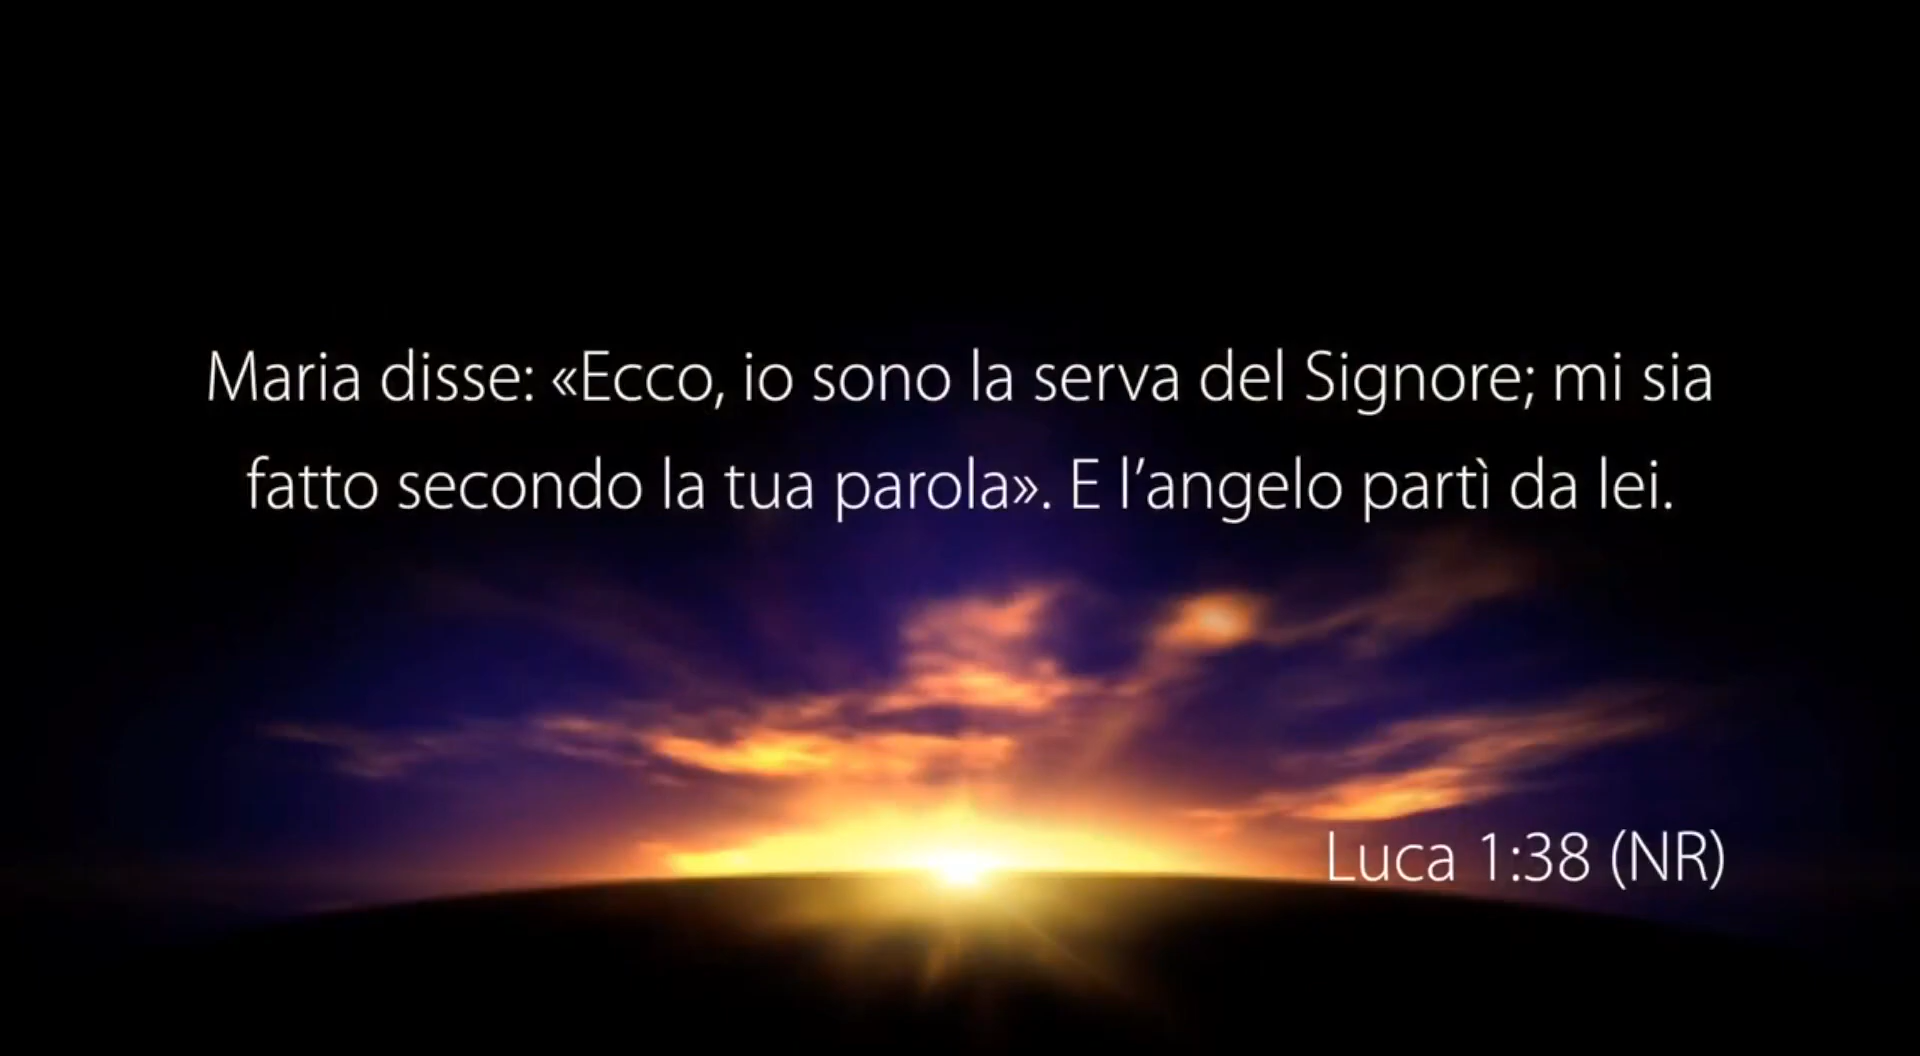 Maria disse: «Ecco, io sono la serva del Signore; mi sia
fatto secondo la tua parola». E l’angelo partì da lei.
Luca 1:38 (NR)